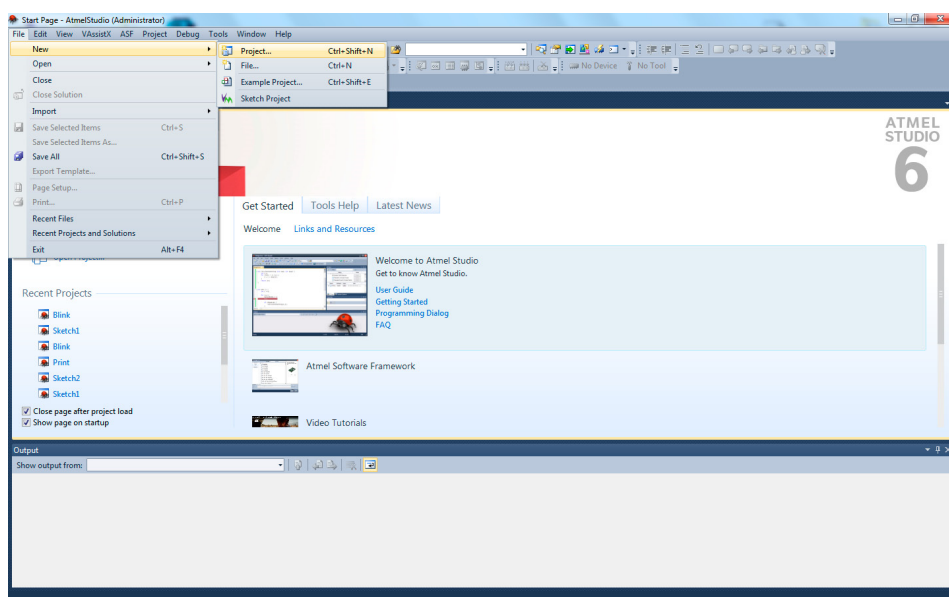 Start Page - AtmelStudio (Administrator)
File Edit View VAssistX ASF Project Debug Tools Window Help
New
Project... Ctrl+Shift+N
Open
File... Ctrl+N
Close
Example Project... Ctrl+Shift+E
Close Solution
Sketch Project
Import
No Device No Tool
Save Selected Items Ctrl+S
Save Selected Items As...
Save All Ctrl+Shift+S
Export Template...
Page Setup...
Print... Ctrl+P
Recent Files
Recent Projects and Solutions
Exit Alt+F4
ATMEL
STUDIO
6
Get Started Tools Help Latest News
Welcome Links and Resources
Welcome to Atmel Studio
Get to know Atmel Studio.
User Guide
Getting Started
Programming Dialog
FAQ
Atmel Software Framework
Video Tutorials
Recent Projects
Blink
Sketch1
Blink
Print
Sketch2
Sketch1
Close page after project load
Show page on startup
Output
Show output from: